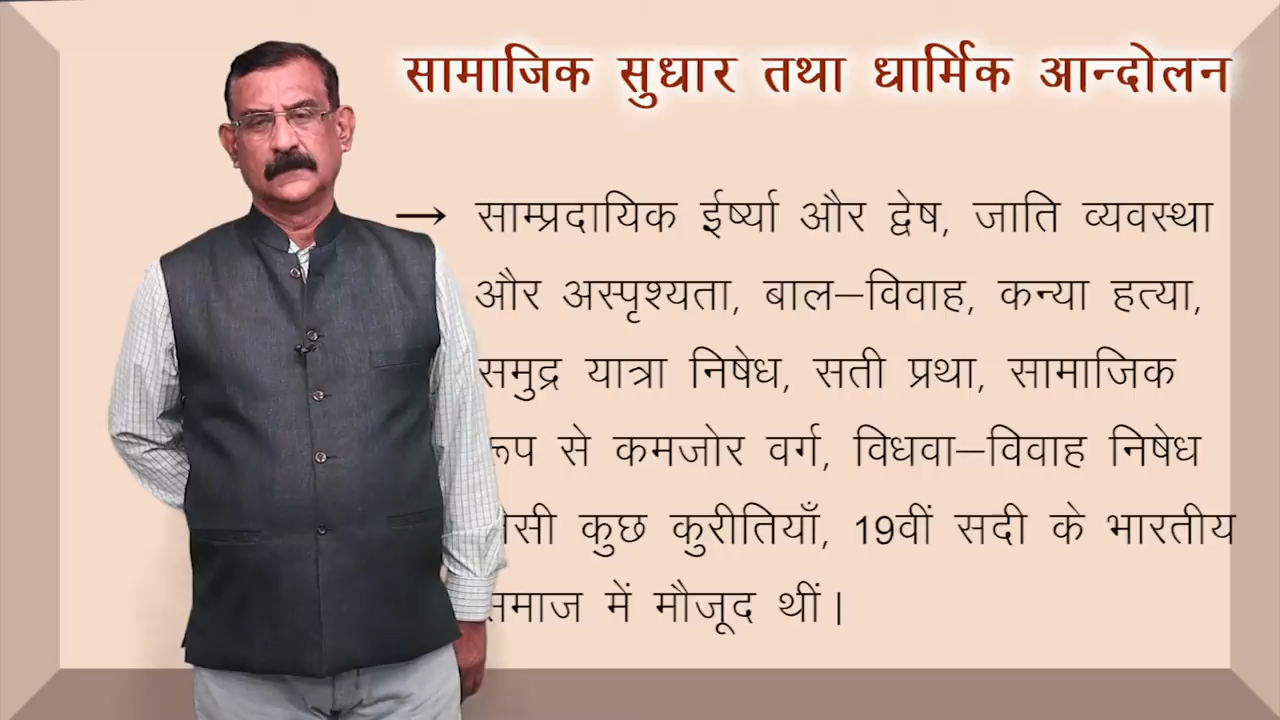 सामाजिक सुधार तथा धार्मिक आन्दोलन
→ साम्प्रदायिक ईर्ष्या और द्वेष, जाति व्यवस्था
और अस्पृश्यता, बाल–विवाह, कन्या हत्या,
समुद्र यात्रा निषेध, सती प्रथा, सामाजिक
रूप से कमजोर वर्ग, विधवा–विवाह निषेध
जैसी कुछ कुरीतियाँ, 19वीं सदी के भारतीय
समाज में मौजूद थीं।